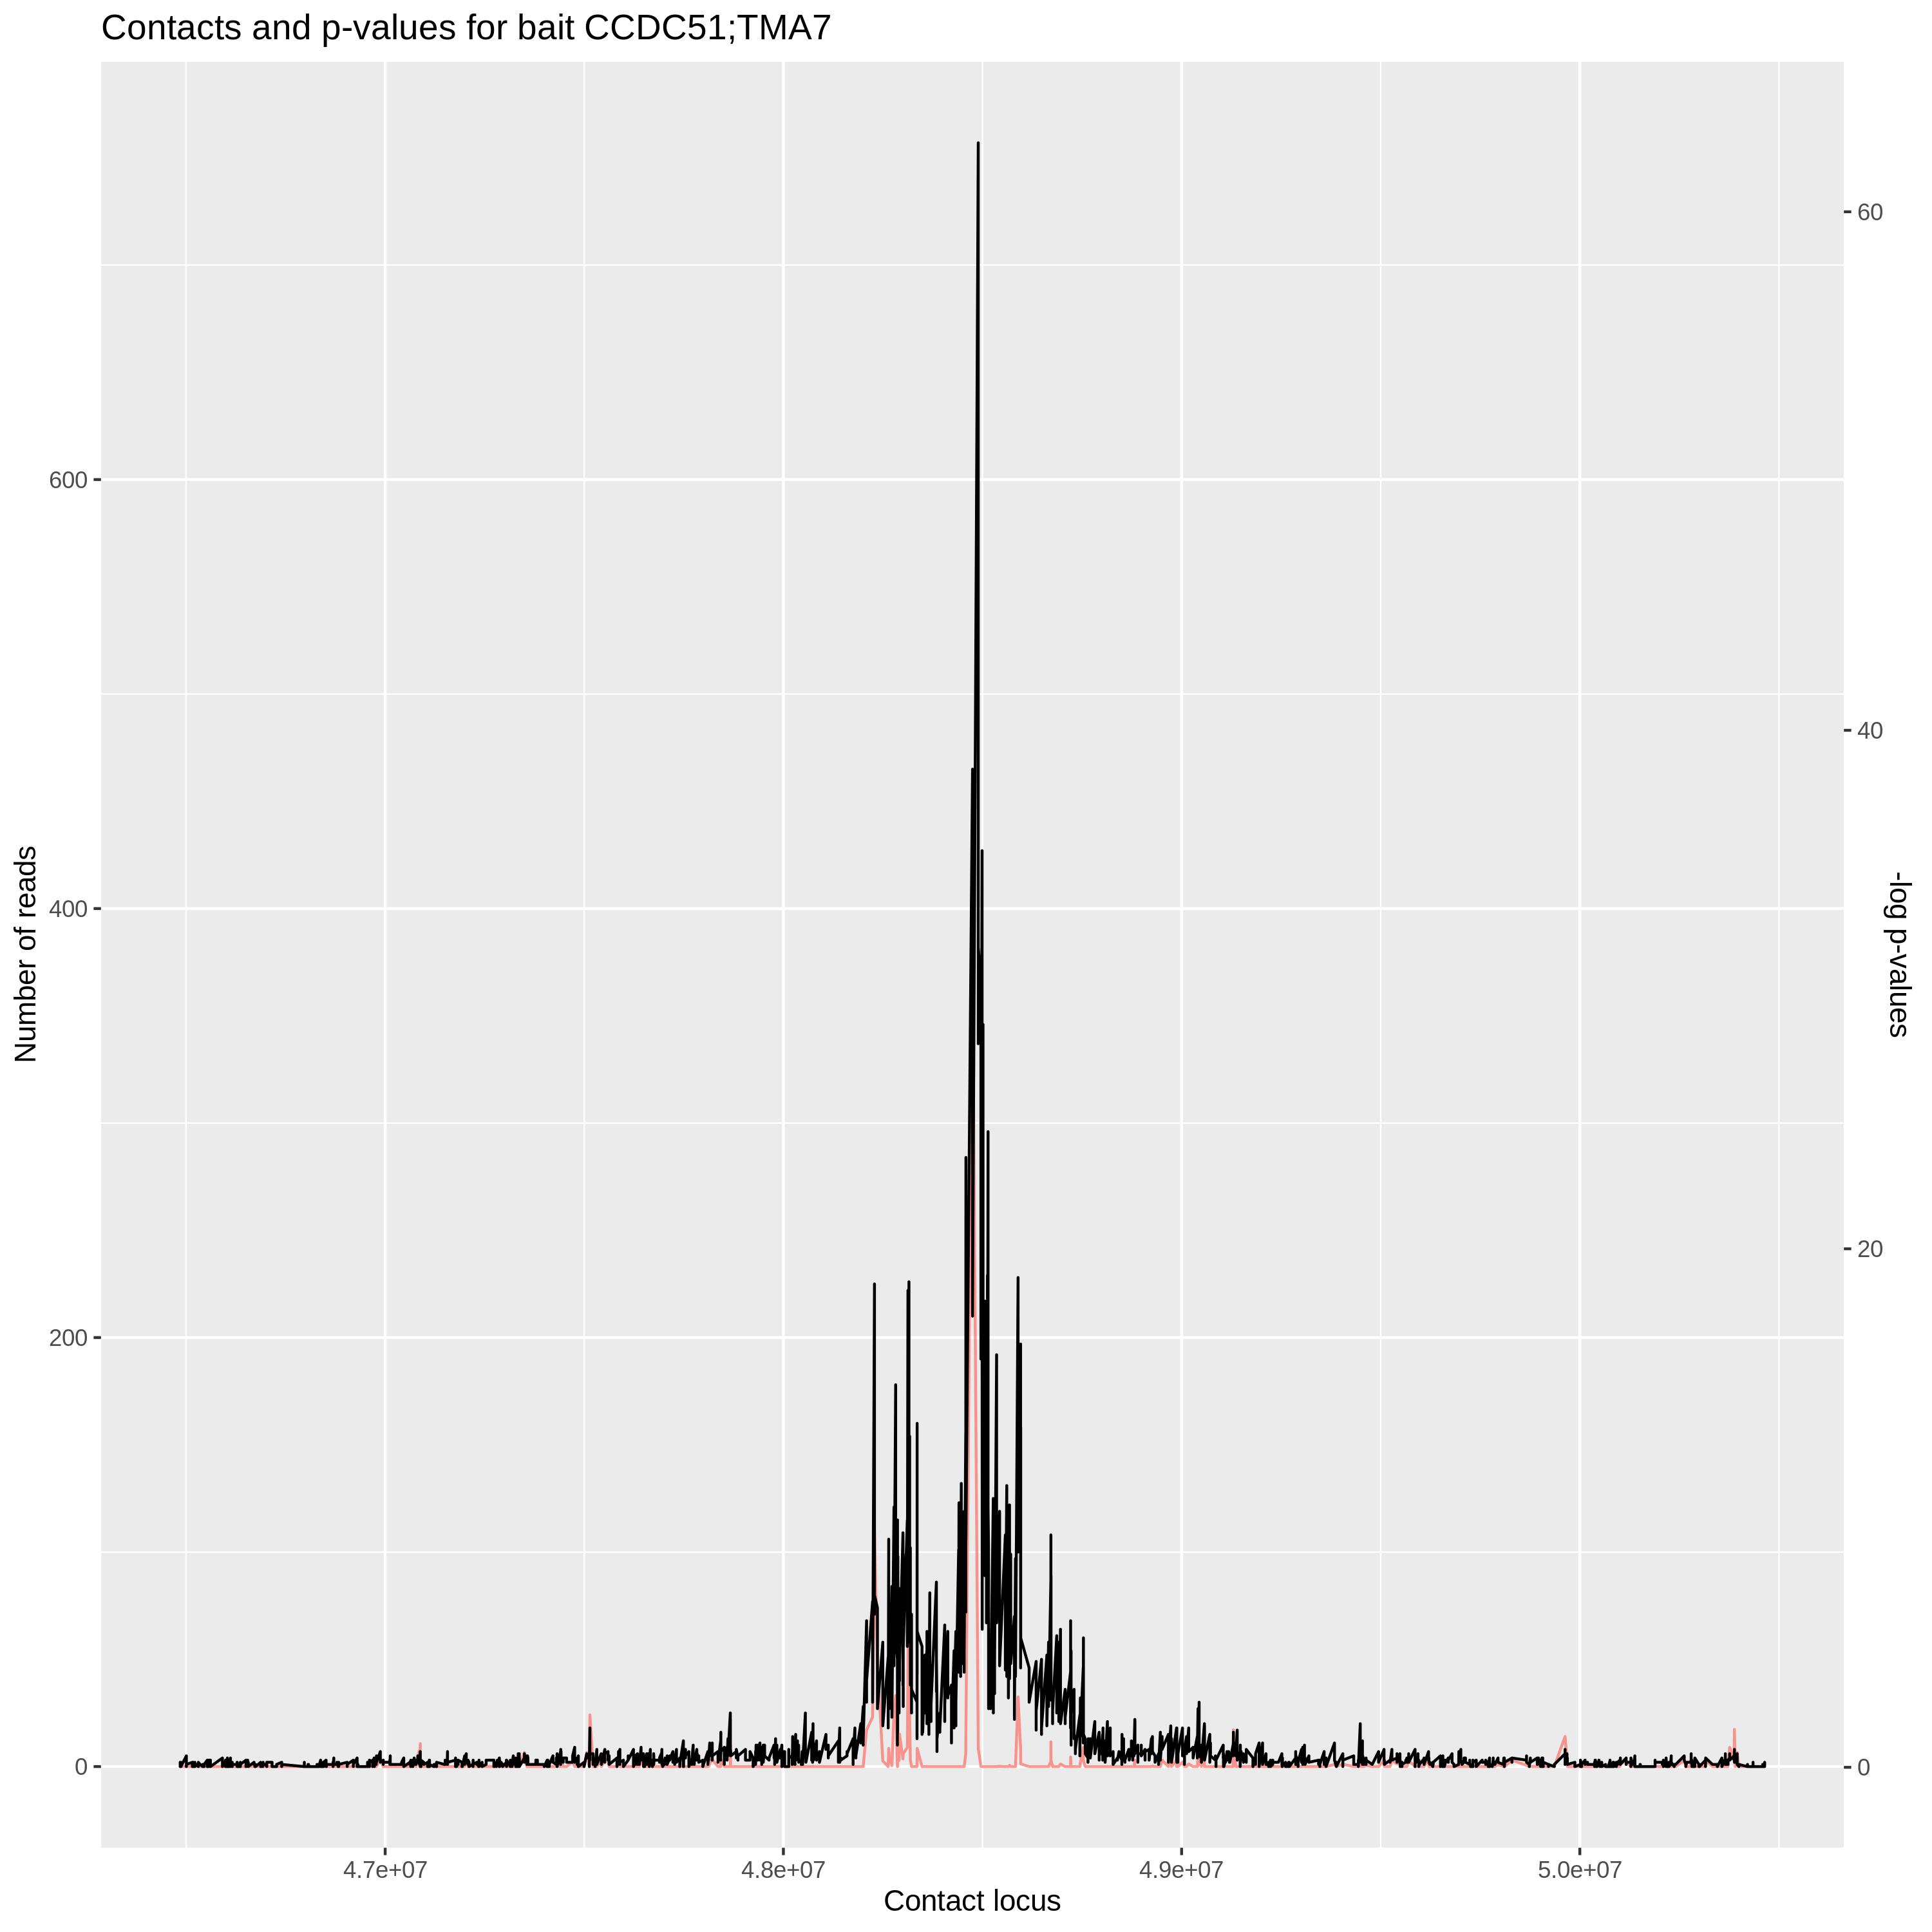 Contacts and p-values for bait CCDC51;TMA7
60
600
40
Number of reads
-log p-values
400
20
200
0
0
4.7e+07
4.8e+07
4.9e+07
5.0e+07
Contact locus